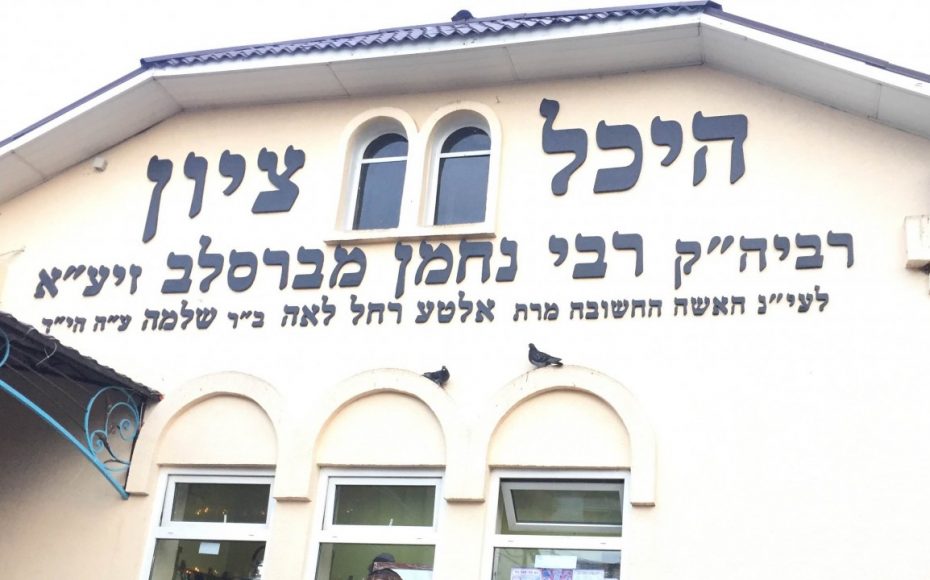 היכל ציון
רביה״ק רבי נחמן מברסלב זיע״א
לעי״נ האשה החשובה מרת אלטע רחל לאה ב״ר שלמה ע״ה הי״ד